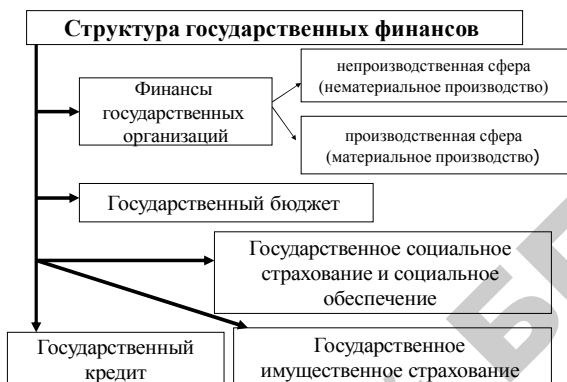 Структура государственных финансов
Финансы
государственных
организаций
непроизводственная сфера
(нематериальное производство)
производственная сфера
(материальное производство)
Государственный бюджет
Государственное социальное
страхование и социальное
обеспечение
Государственный
кредит
Государственное
имущественное страхование